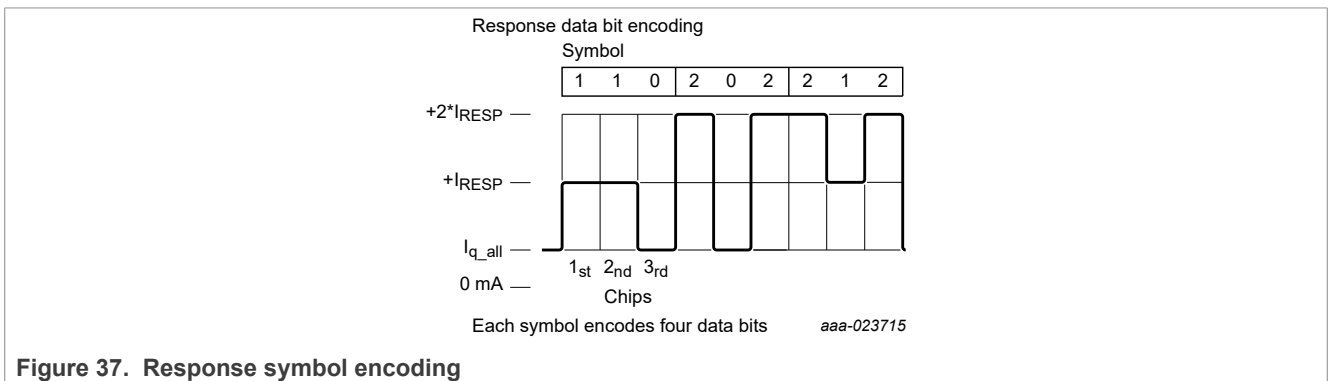 Response data bit encoding
Symbol
1 1 0 2 0 2 2 1 2
+2*IRESP
+IRESP
Iq_all
1st 2nd 3rd
0 mA
Chips
Each symbol encodes four data bits aaa-023715
Figure 37. Response symbol encoding